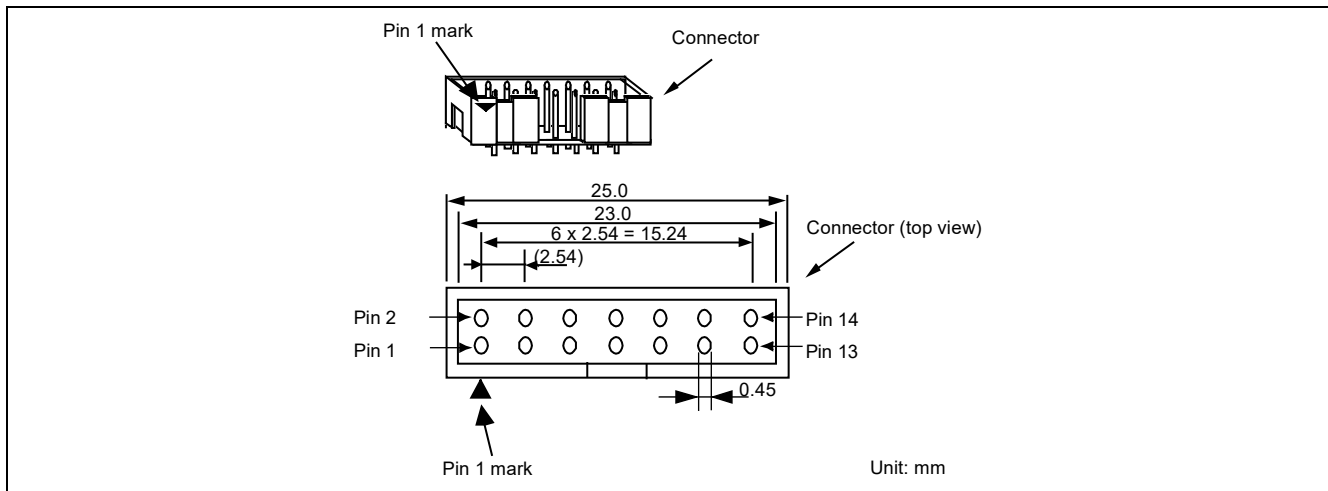 Pin 1 mark
Connector
25.0
23.0
6 x 2.54 = 15.24
Connector (top view)
(2.54)
Pin 2
Pin 14
Pin 1
Pin 13
0.45
Pin 1 mark
Unit: mm